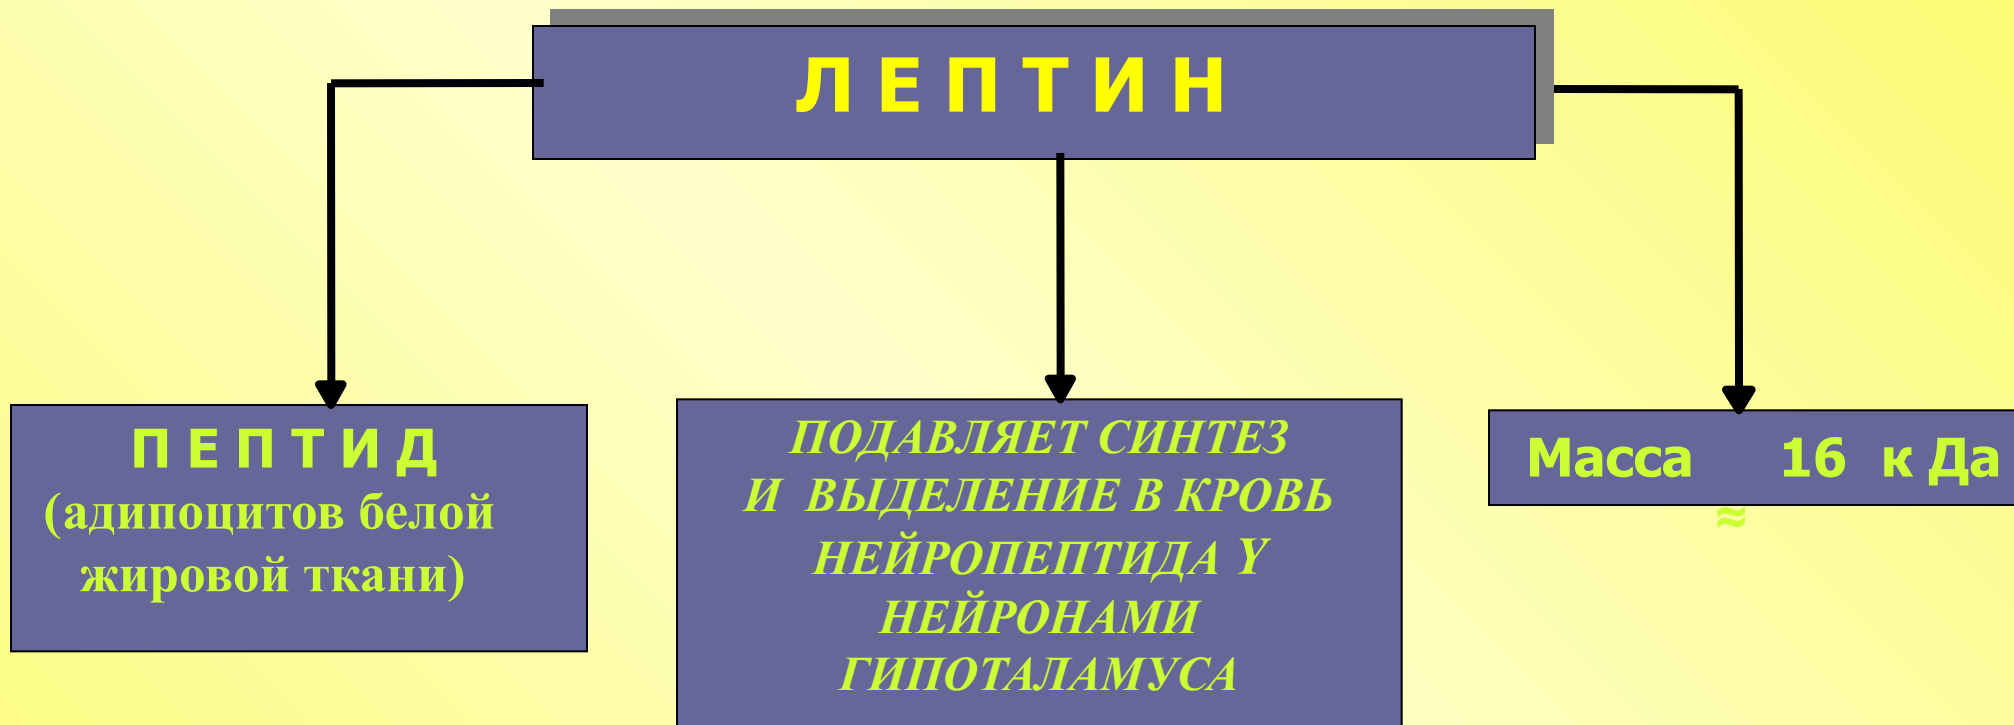 Л Е П Т И Н
П Е П Т И Д
(адипоцитов белой
жировой ткани)
ПОДАВЛЯЕТ СИНТЕЗ
И ВЫДЕЛЕНИЕ В КРОВЬ
НЕЙРОПЕПТИДА Y
НЕЙРОНАМИ
ГИПОТАЛАМУСА
Масса 16 к Да
≈